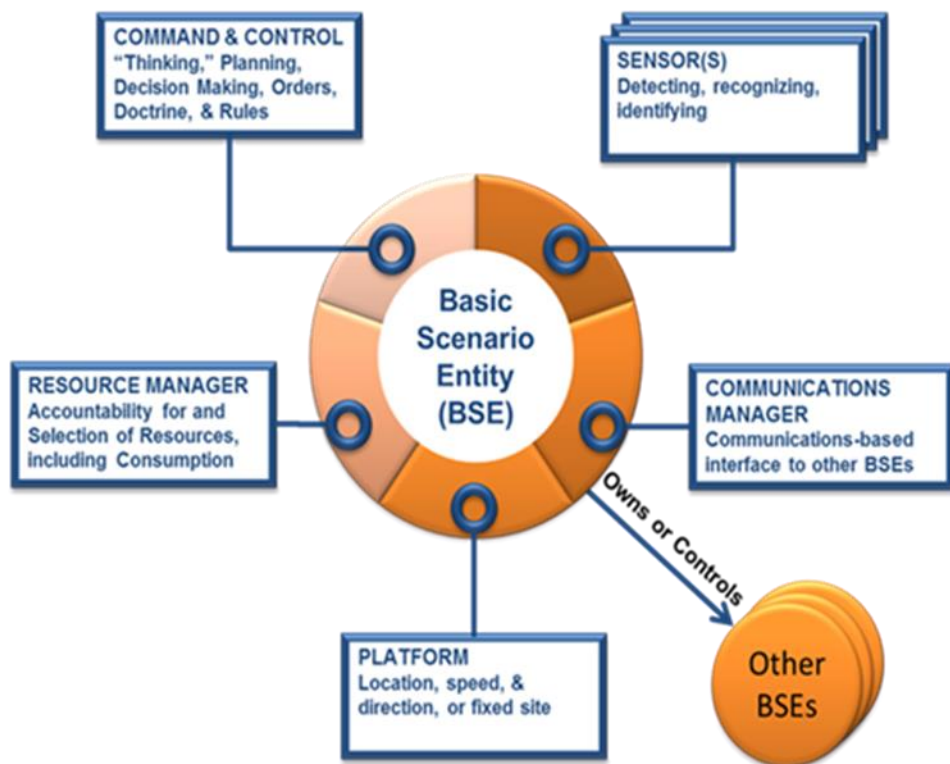 COMMAND & CONTROL
“Thinking,” Planning,
Decision Making, Orders,
Doctrine, & Rules
SENSOR(S)
Detecting, recognizing,
identifying
Basic
Scenario
Entity
(BSE)
RESOURCE MANAGER
Accountability for and
Selection of Resources,
including Consumption
COMMUNICATIONS
MANAGER
Communications-based
interface to other BSEs
Owns or Controls
PLATFORM
Location, speed, &
direction, or fixed site
Other
BSEs